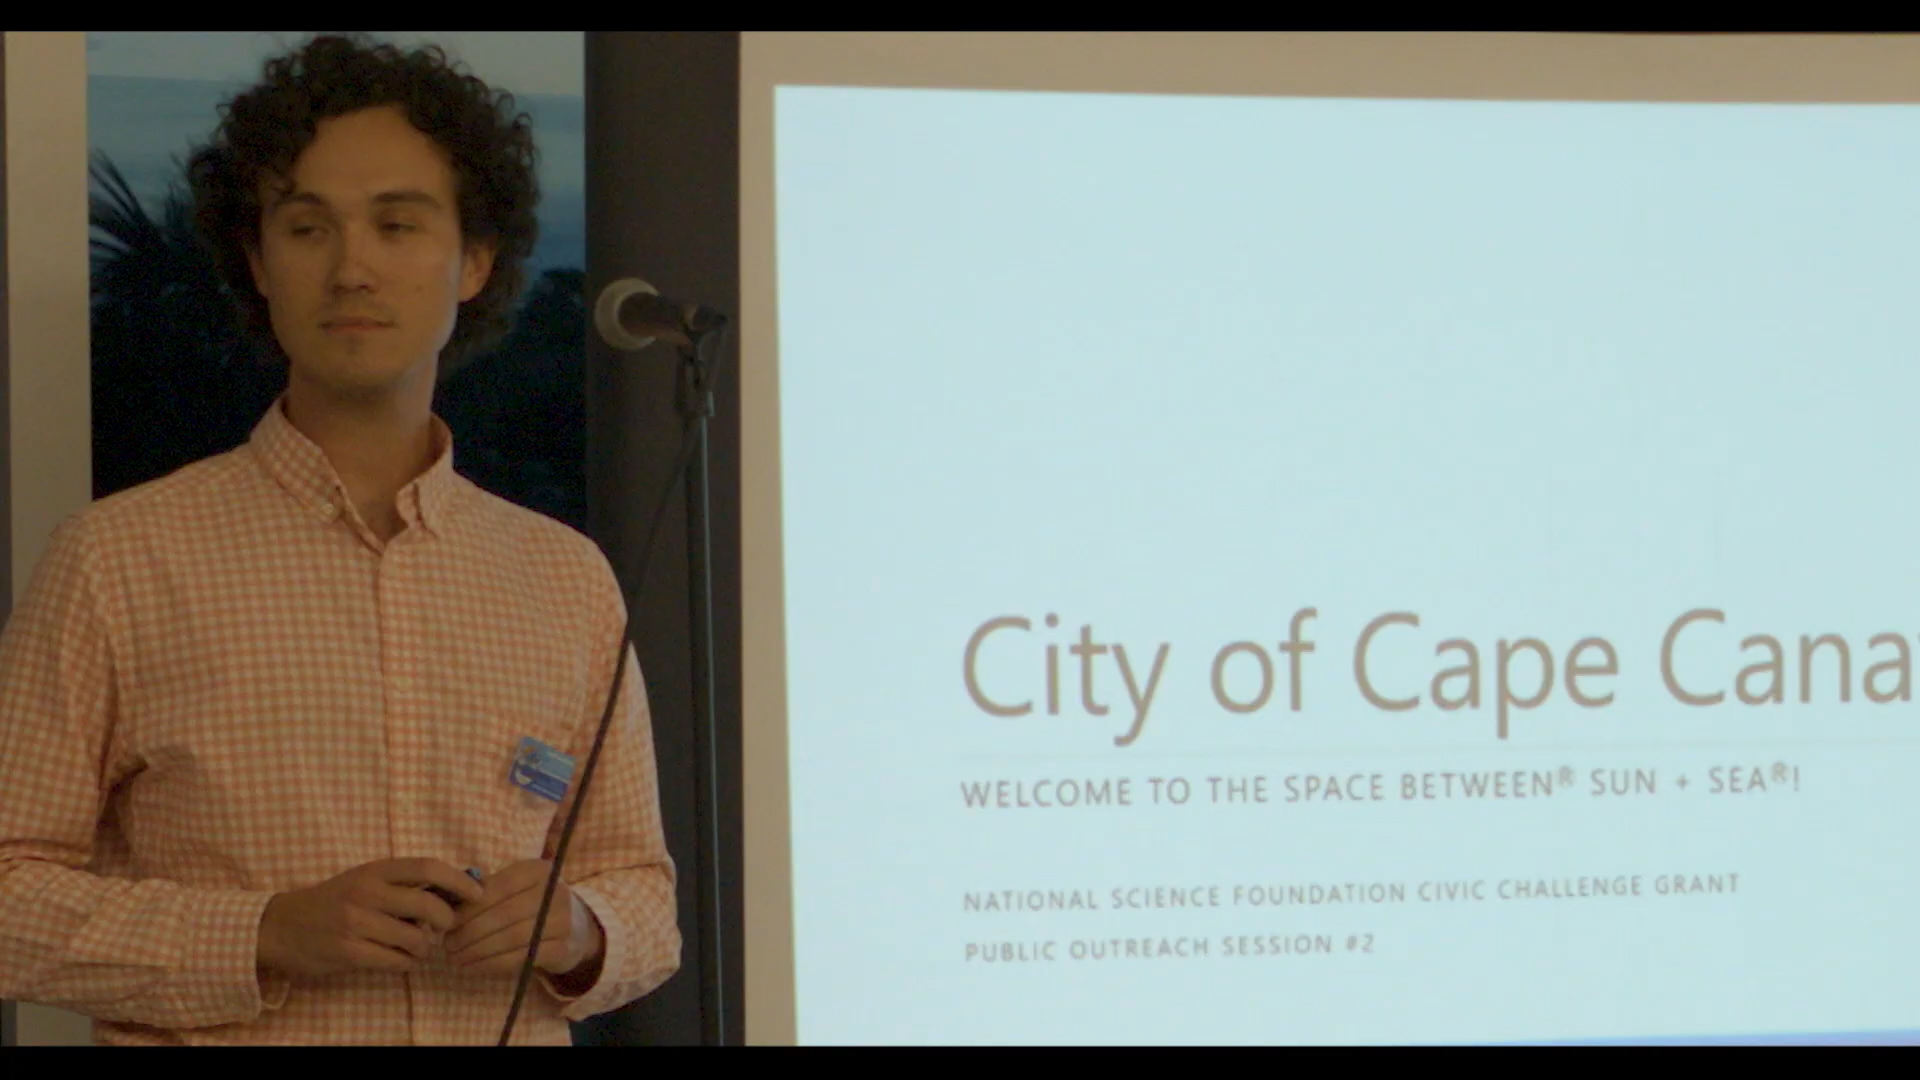 City of Cape Cana
WELCOME TO THE SPACE BETWEEN® SUN + SEA®!
NATIONAL SCIENCE FOUNDATION CIVIC CHALLENGE GRANT
PUBLIC OUTREACH SESSION #2